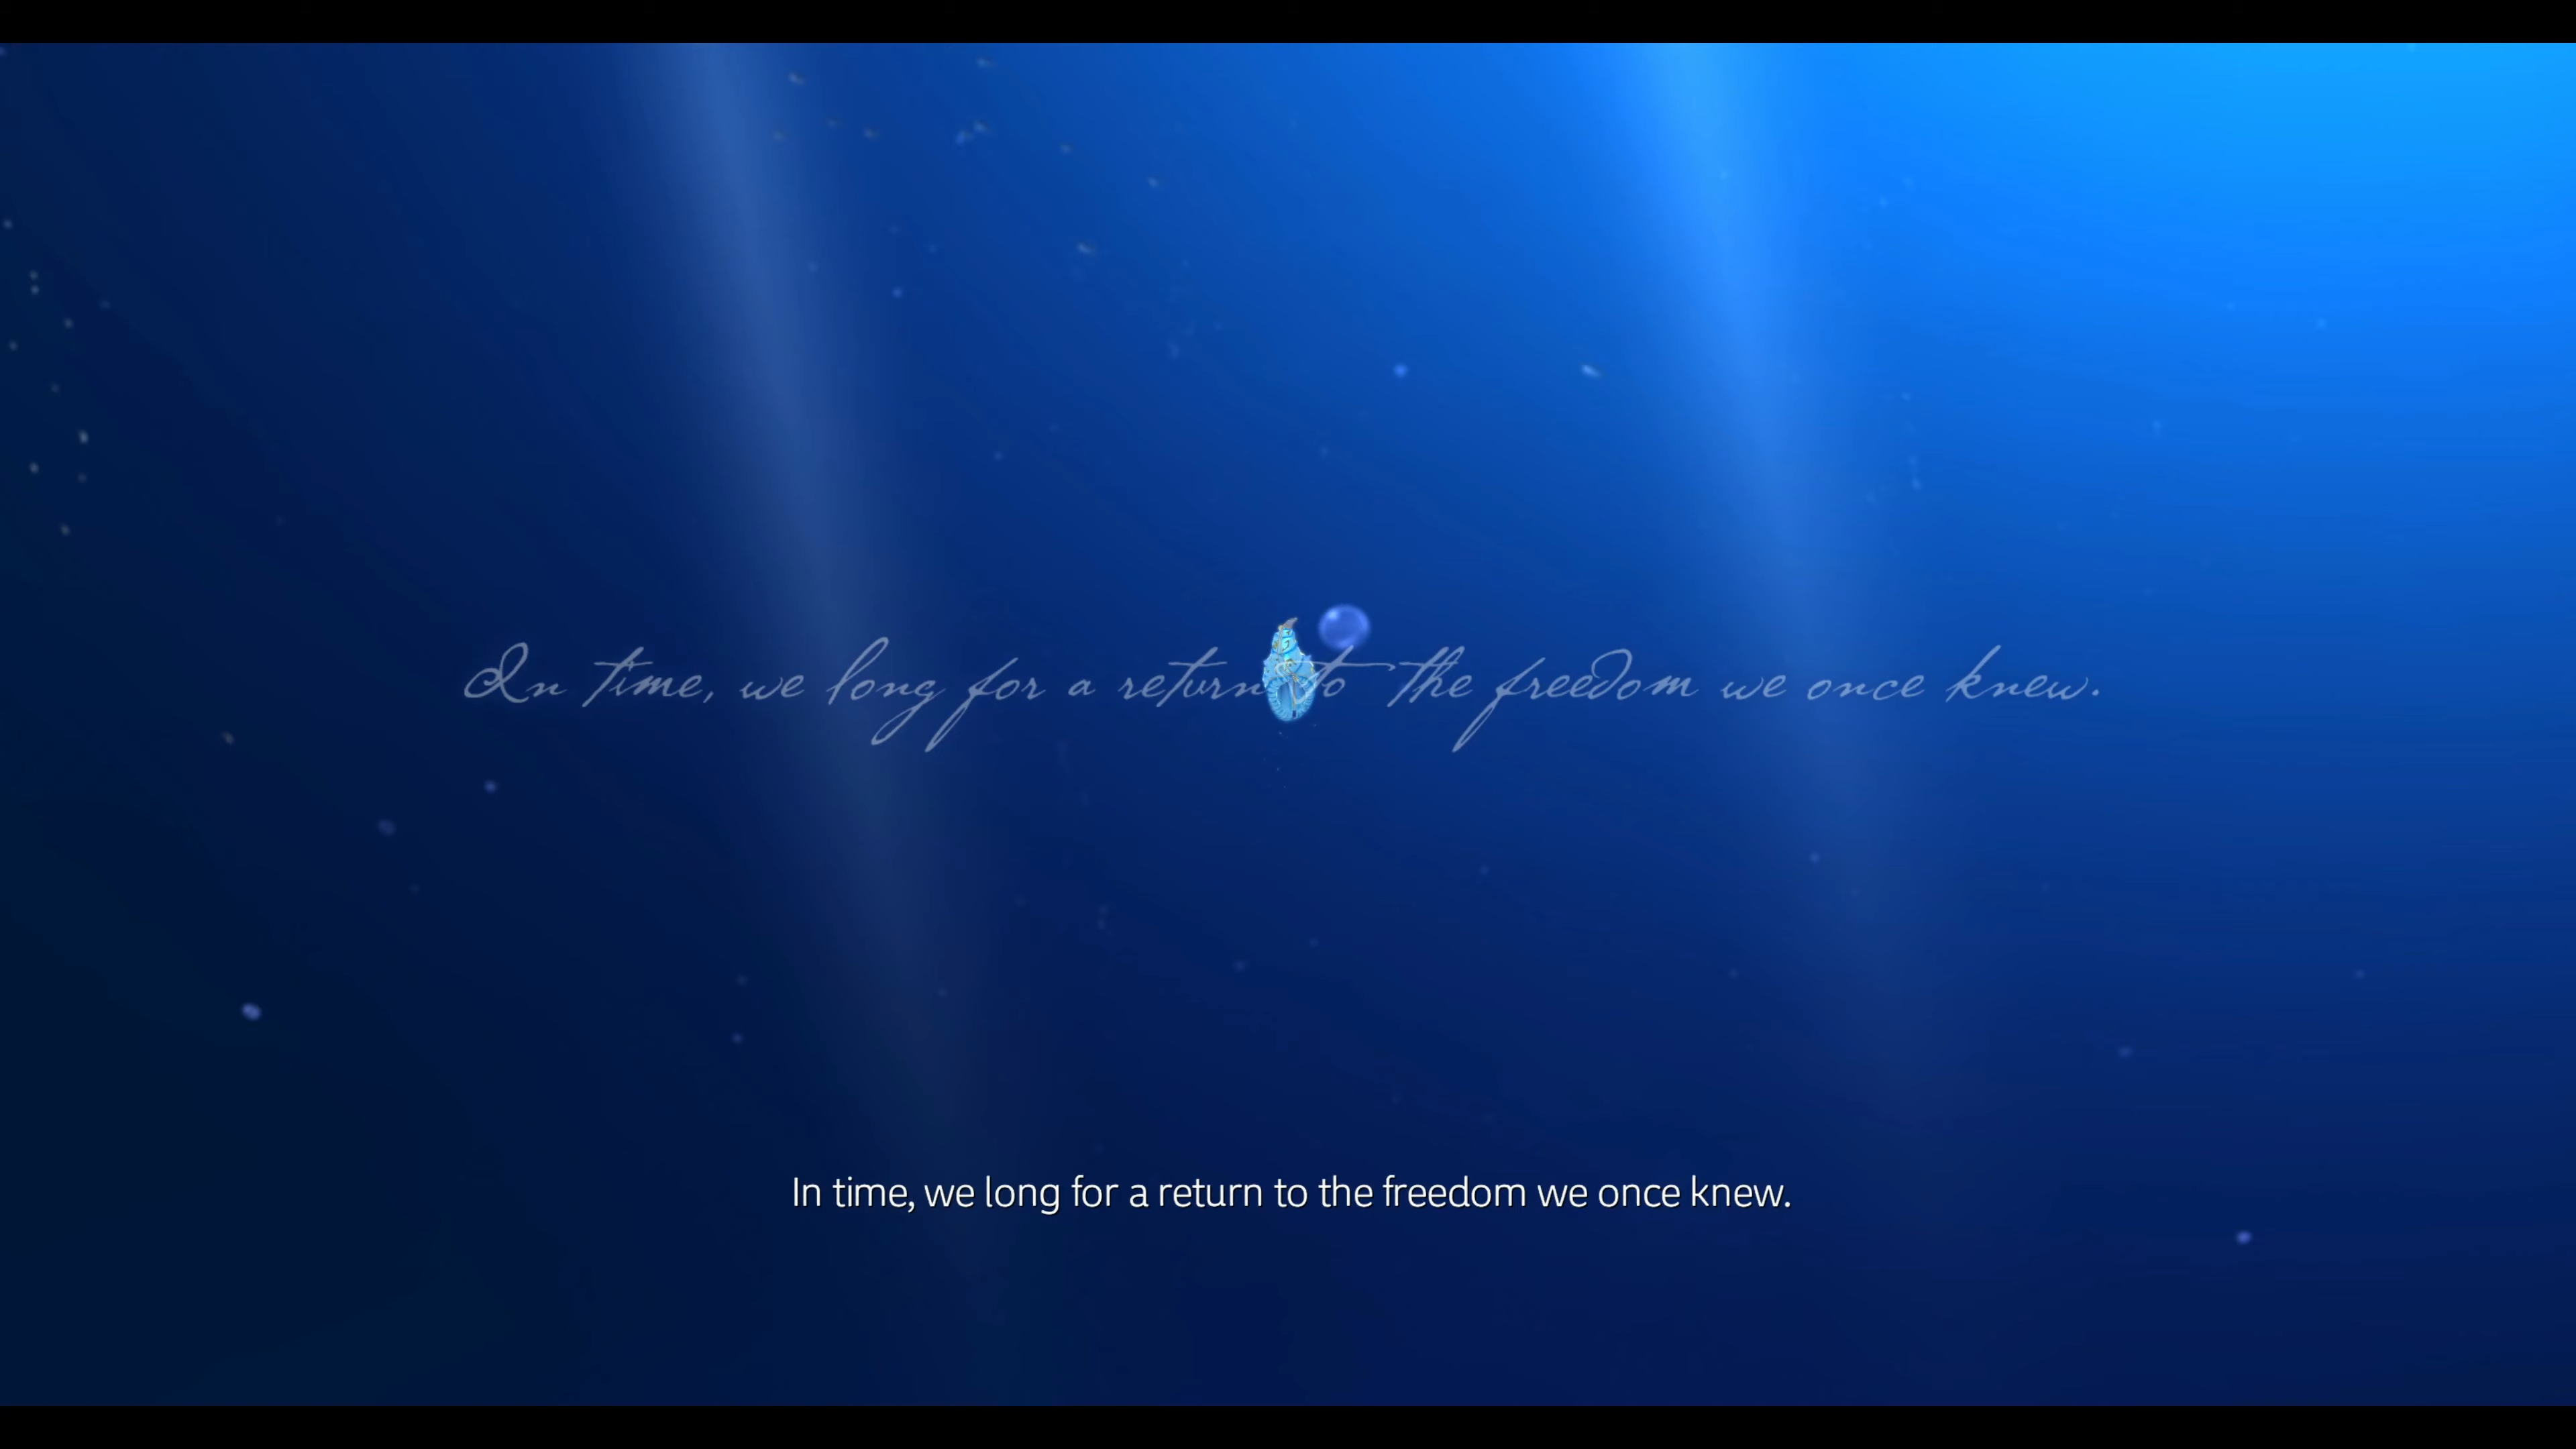 In time, we long for a return to the freedom we once knew.
In time, we long for a return to the freedom we once knew.